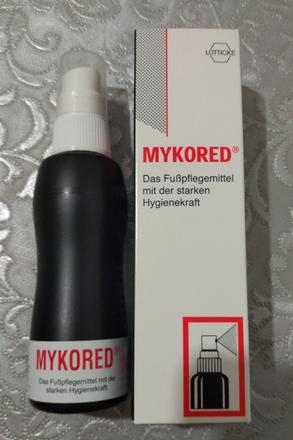 LÜTTICKE
MYKORED®
Das Fußpflegemittel
mit der starken
Hygienekraft
MYKORED®
Das Fußpflegemittel mit der
starken Hygienekraft.